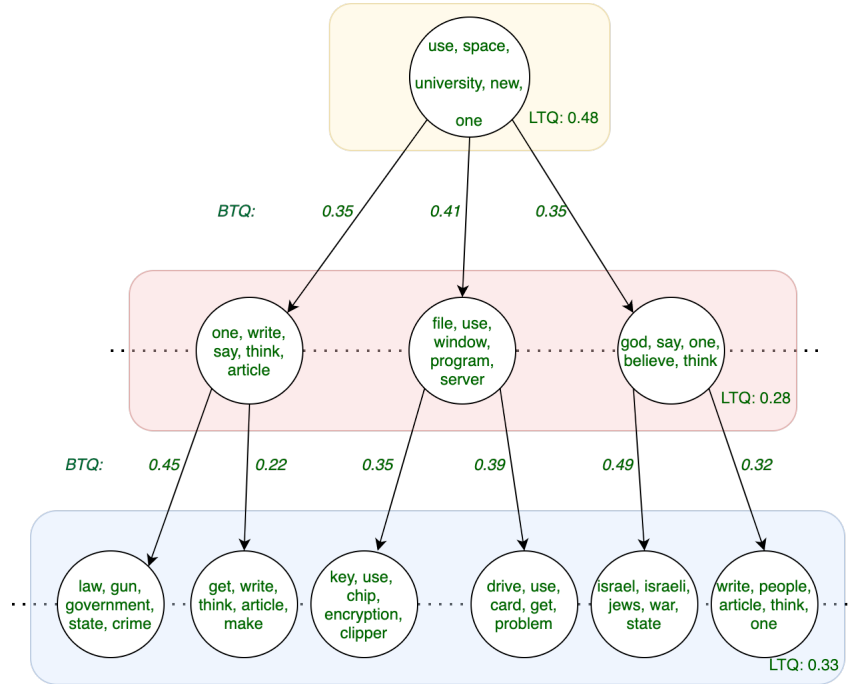 use, space,
university, new,
one
LTQ: 0.48
BTQ: 0.35 0.41 0.35
one, write,
say, think,
article
file, use,
window,
program,
server
god, say, one,
believe, think
LTQ: 0.28
BTQ: 0.45 0.22 0.35 0.39 0.49 0.32
law, gun,
government,
state, crime
get, write,
think, article,
make
key, use,
chip,
encryption,
clipper
drive, use,
card, get,
problem
israel, israeli,
jews, war,
state
write, people,
article, think,
one
LTQ: 0.33